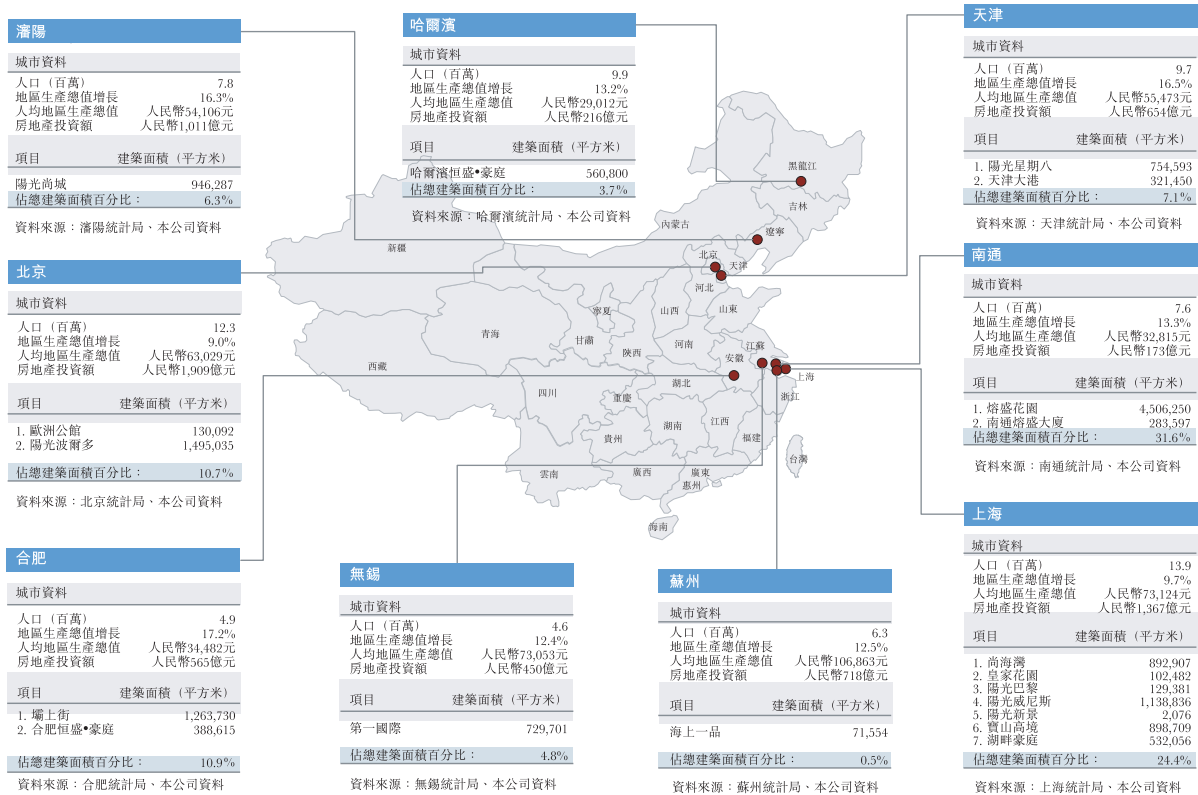 瀋陽
城市資料
人口（百萬） 7.8
地區生產總值增長 16.3%
人均地區生產總值 人民幣54,106元
房地產投資額 人民幣1,011億元
項目 建築面積（平方米）
陽光尚城 946,287
佔總建築面積百分比： 6.3%
資料來源：瀋陽統計局、本公司資料
哈爾濱
城市資料
人口（百萬） 9.9
地區生產總值增長 13.2%
人均地區生產總值 人民幣29,012元
房地產投資額 人民幣216億元
項目 建築面積（平方米）
哈爾濱恒盛•豪庭 560,800
佔總建築面積百分比： 3.7%
資料來源：哈爾濱統計局、本公司資料
天津
城市資料
人口（百萬） 9.7
地區生產總值增長 16.5%
人均地區生產總值 人民幣55,473元
房地產投資額 人民幣654億元
項目 建築面積（平方米）
1. 陽光星期八 754,593
2. 天津大港 321,450
佔總建築面積百分比： 7.1%
資料來源：天津統計局、本公司資料
北京
城市資料
人口（百萬） 12.3
地區生產總值增長 9.0%
人均地區生產總值 人民幣63,029元
房地產投資額 人民幣1,909億元
項目 建築面積（平方米）
1. 歐洲公館 130,092
2. 陽光波爾多 1,495,035
佔總建築面積百分比： 10.7%
資料來源：北京統計局、本公司資料
南通
城市資料
人口（百萬） 7.6
地區生產總值增長 13.3%
人均地區生產總值 人民幣32,815元
房地產投資額 人民幣173億元
項目 建築面積（平方米）
1. 熔盛花園 4,506,250
2. 南通熔盛大廈 283,597
佔總建築面積百分比： 31.6%
資料來源：南通統計局、本公司資料
黑龍江
吉林
遼寧
內蒙古
新疆
北京
天津
河北
山西
山東
寧夏
青海
甘肅
陝西
河南
江蘇
安徽
上海
西藏
四川
重慶
湖北
浙江
湖南
江西
貴州
福建
台灣
雲南
廣西
廣東
惠州
海南
合肥
城市資料
人口（百萬） 4.9
地區生產總值增長 17.2%
人均地區生產總值 人民幣34,482元
房地產投資額 人民幣565億元
項目 建築面積（平方米）
1. 壩上街 1,263,730
2. 合肥恒盛•豪庭 388,615
佔總建築面積百分比： 10.9%
資料來源：合肥統計局、本公司資料
無錫
城市資料
人口（百萬） 4.6
地區生產總值增長 12.4%
人均地區生產總值 人民幣73,053元
房地產投資額 人民幣450億元
項目 建築面積（平方米）
第一國際 729,701
佔總建築面積百分比： 4.8%
資料來源：無錫統計局、本公司資料
蘇州
城市資料
人口（百萬） 6.3
地區生產總值增長 12.5%
人均地區生產總值 人民幣106,863元
房地產投資額 人民幣718億元
項目 建築面積（平方米）
海上一品 71,554
佔總建築面積百分比： 0.5%
資料來源：蘇州統計局、本公司資料
上海
城市資料
人口（百萬） 13.9
地區生產總值增長 9.7%
人均地區生產總值 人民幣73,124元
房地產投資額 人民幣1,367億元
項目 建築面積（平方米）
1. 尚海灣 892,907
2. 皇家花園 102,482
3. 陽光巴黎 129,381
4. 陽光威尼斯 1,138,836
5. 陽光新景 2,076
6. 寶山高境 898,709
7. 湖畔豪庭 532,056
佔總建築面積百分比： 24.4%
資料來源：上海統計局、本公司資料